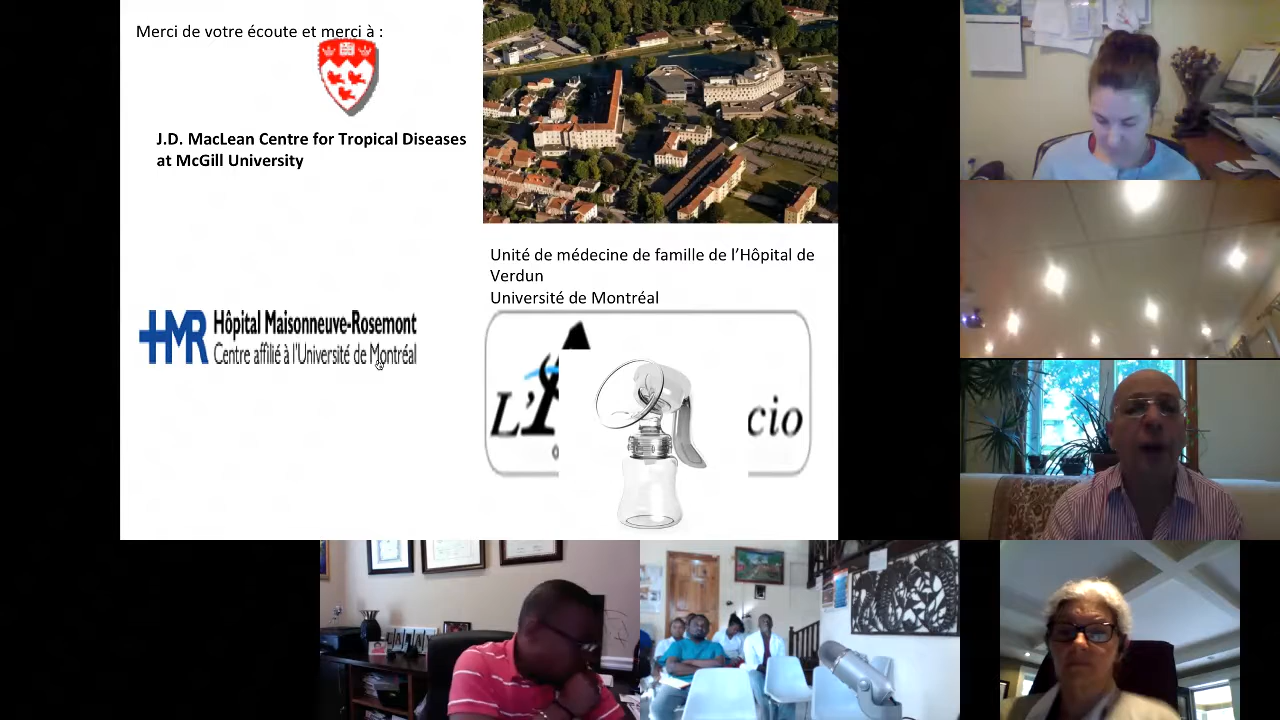 Merci de votre écoute et merci à :
J.D. MacLean Centre for Tropical Diseases
at McGill University
Unité de médecine de famille de l’Hôpital de
Verdun
Université de Montréal
HMR Hôpital Maisonneuve-Rosemont
Centre affilié à l'Université de Montréal
L'
cio